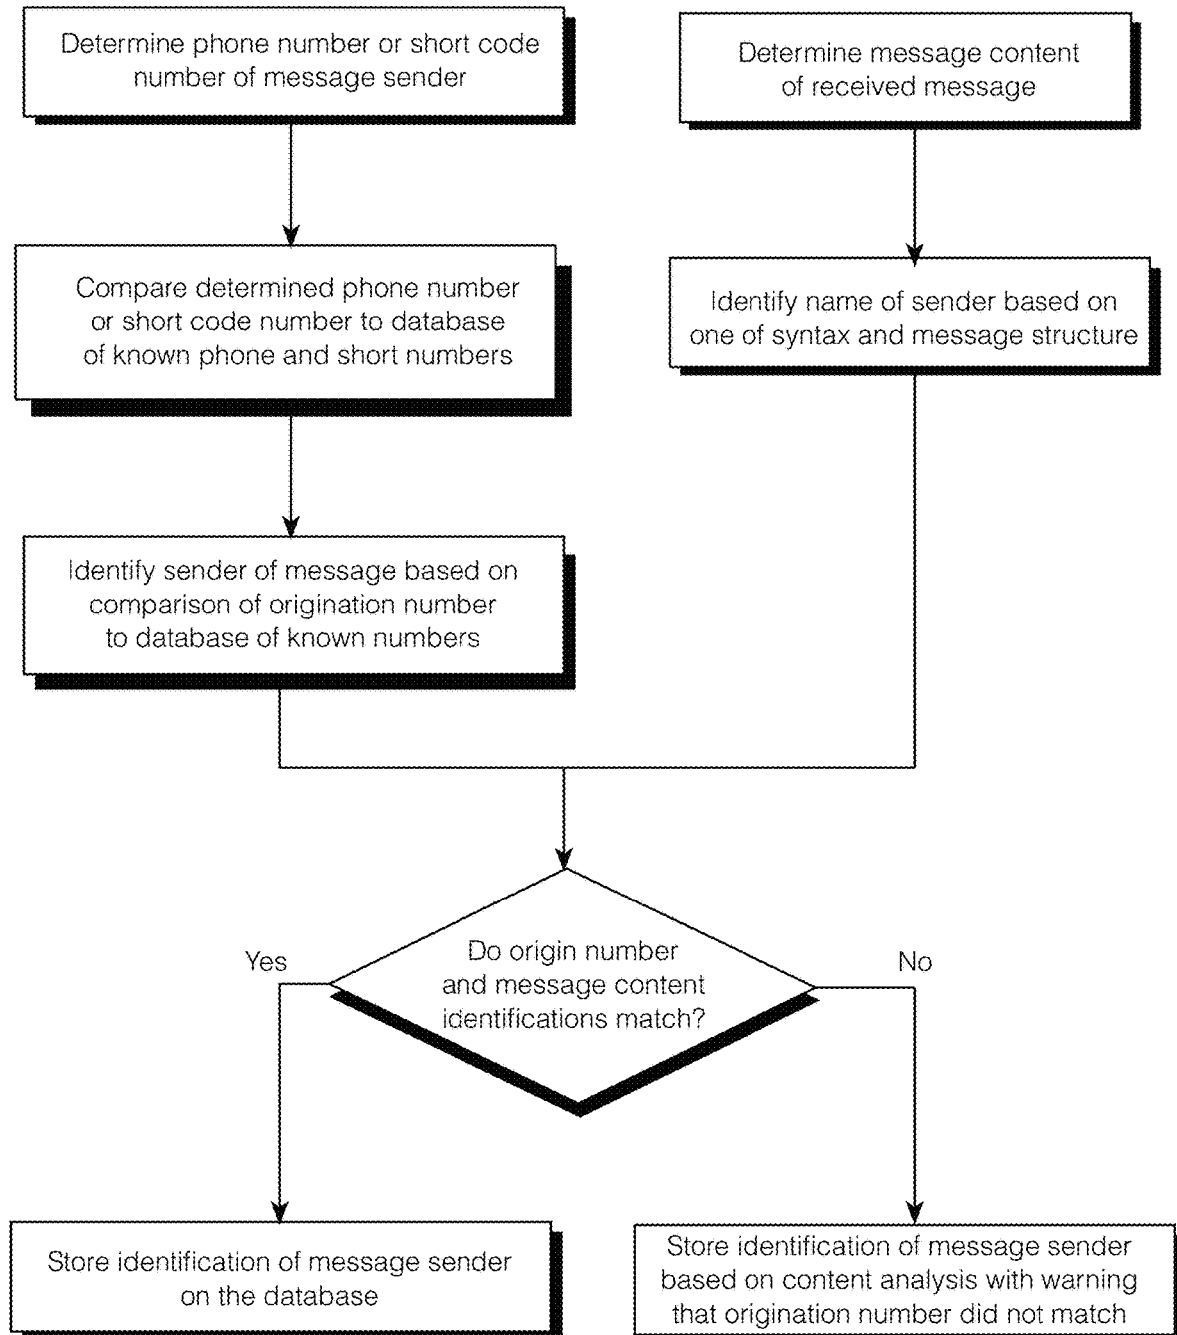 Determine phone number or short code
number of message sender
Determine message content
of received message
Compare determined phone number
or short code number to database
of known phone and short numbers
Identify name of sender based on
one of syntax and message structure
Identify sender of message based on
comparison of origination number
to database of known numbers
Do origin number
and message content
identifications match?
Yes
No
Store identification of message sender
on the database
Store identification of message sender
based on content analysis with warning
that origination number did not match